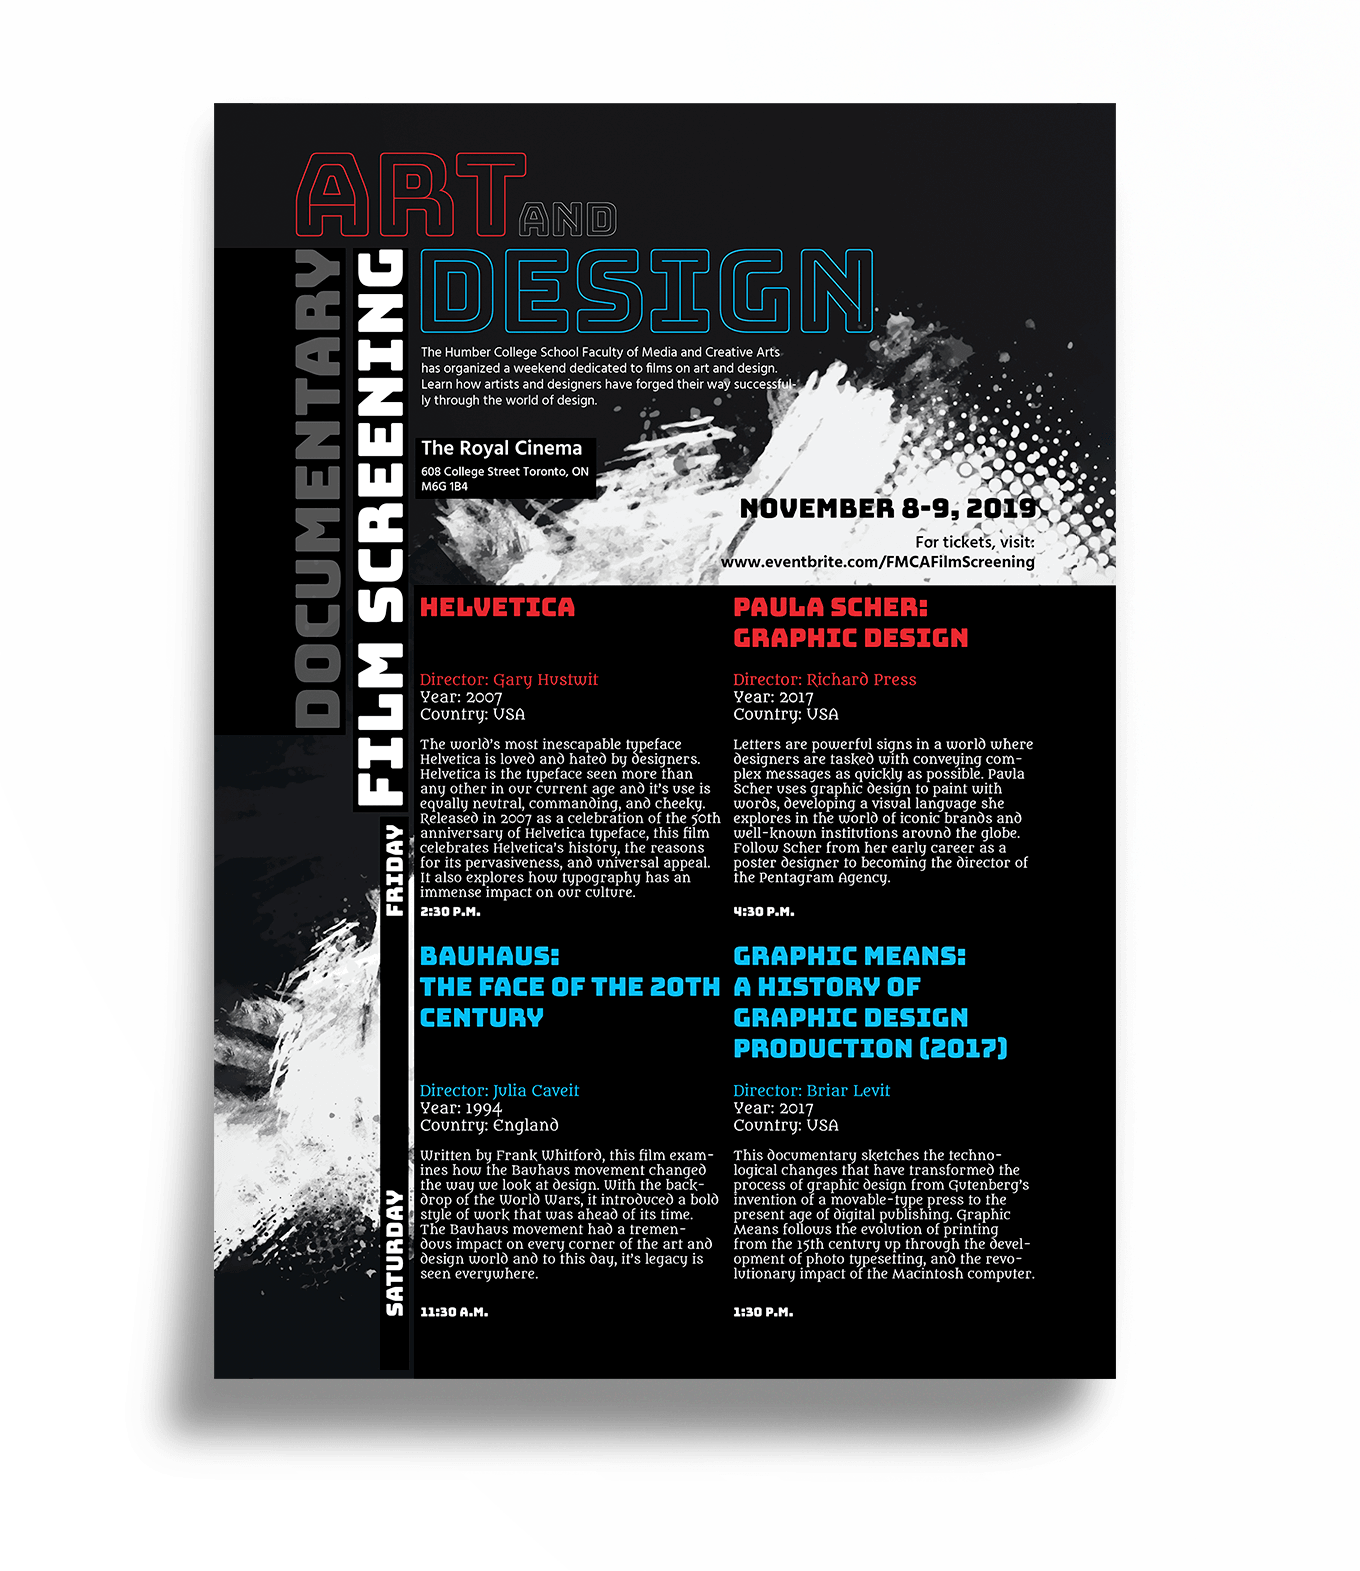 ART
AND
DESIGN
DOCUMENTARY
FILM SCREENING
The Humber College School Faculty of Media and Creative Arts
has organized a weekend dedicated to films on art and design.
Learn how artists and designers have forged their way successful-
ly through the world of design.
The Royal Cinema
608 College Street Toronto, ON
M6G 1B4
NOVEMBER 8-9, 2019
For tickets, visit:
www.eventbrite.com/FMCAFilmScreening
FRIDAY
HELVETICA
Director: Gary Hustwit
Year: 2007
Country: USA
The world's most inescapable typeface
Helvetica is loved and hated by designers.
Helvetica is the typeface seen more than
any other in our current age and it's use is
equally neutral, commanding, and cheeky.
Released in 2007 as a celebration of the 50th
anniversary of Helvetica typeface, this film
celebrates Helvetica's history, the reasons
for its pervasiveness, and universal appeal.
It also explores how typography has an
immense impact on our culture.
2:30 P.M.
PAULA SCHER:
GRAPHIC DESIGN
Director: Richard Press
Year: 2017
Country: USA
Letters are powerful signs in a world where
designers are tasked with conveying com-
plex messages as quickly as possible. Paula
Scher uses graphic design to paint with
words, developing a visual language she
explores in the world of iconic brands and
well-known institutions around the globe.
Follow Scher from her early career as a
poster designer to becoming the director of
the Pentagram Agency.
4:30 P.M.
SATURDAY
BAUHAUS:
THE FACE OF THE 20TH
CENTURY
Director: Julia Caveit
Year: 1994
Country: England
Written by Frank Whitford, this film exam-
ines how the Bauhaus movement changed
the way we look at design. With the back-
drop of the World Wars, it introduced a bold
style of work that was ahead of its time.
The Bauhaus movement had a tremen-
dous impact on every corner of the art and
design world and to this day, it's legacy is
seen everywhere.
11:30 A.M.
GRAPHIC MEANS:
A HISTORY OF
GRAPHIC DESIGN
PRODUCTION (2017)
Director: Briar Levit
Year: 2017
Country: USA
This documentary sketches the techno-
logical changes that have transformed the
process of graphic design from Gutenberg's
invention of a movable-type press to the
present age of digital publishing. Graphic
Means follows the evolution of printing
from the 15th century up through the devel-
opment of photo typesetting, and the revo-
lutionary impact of the Macintosh computer.
1:30 P.M.